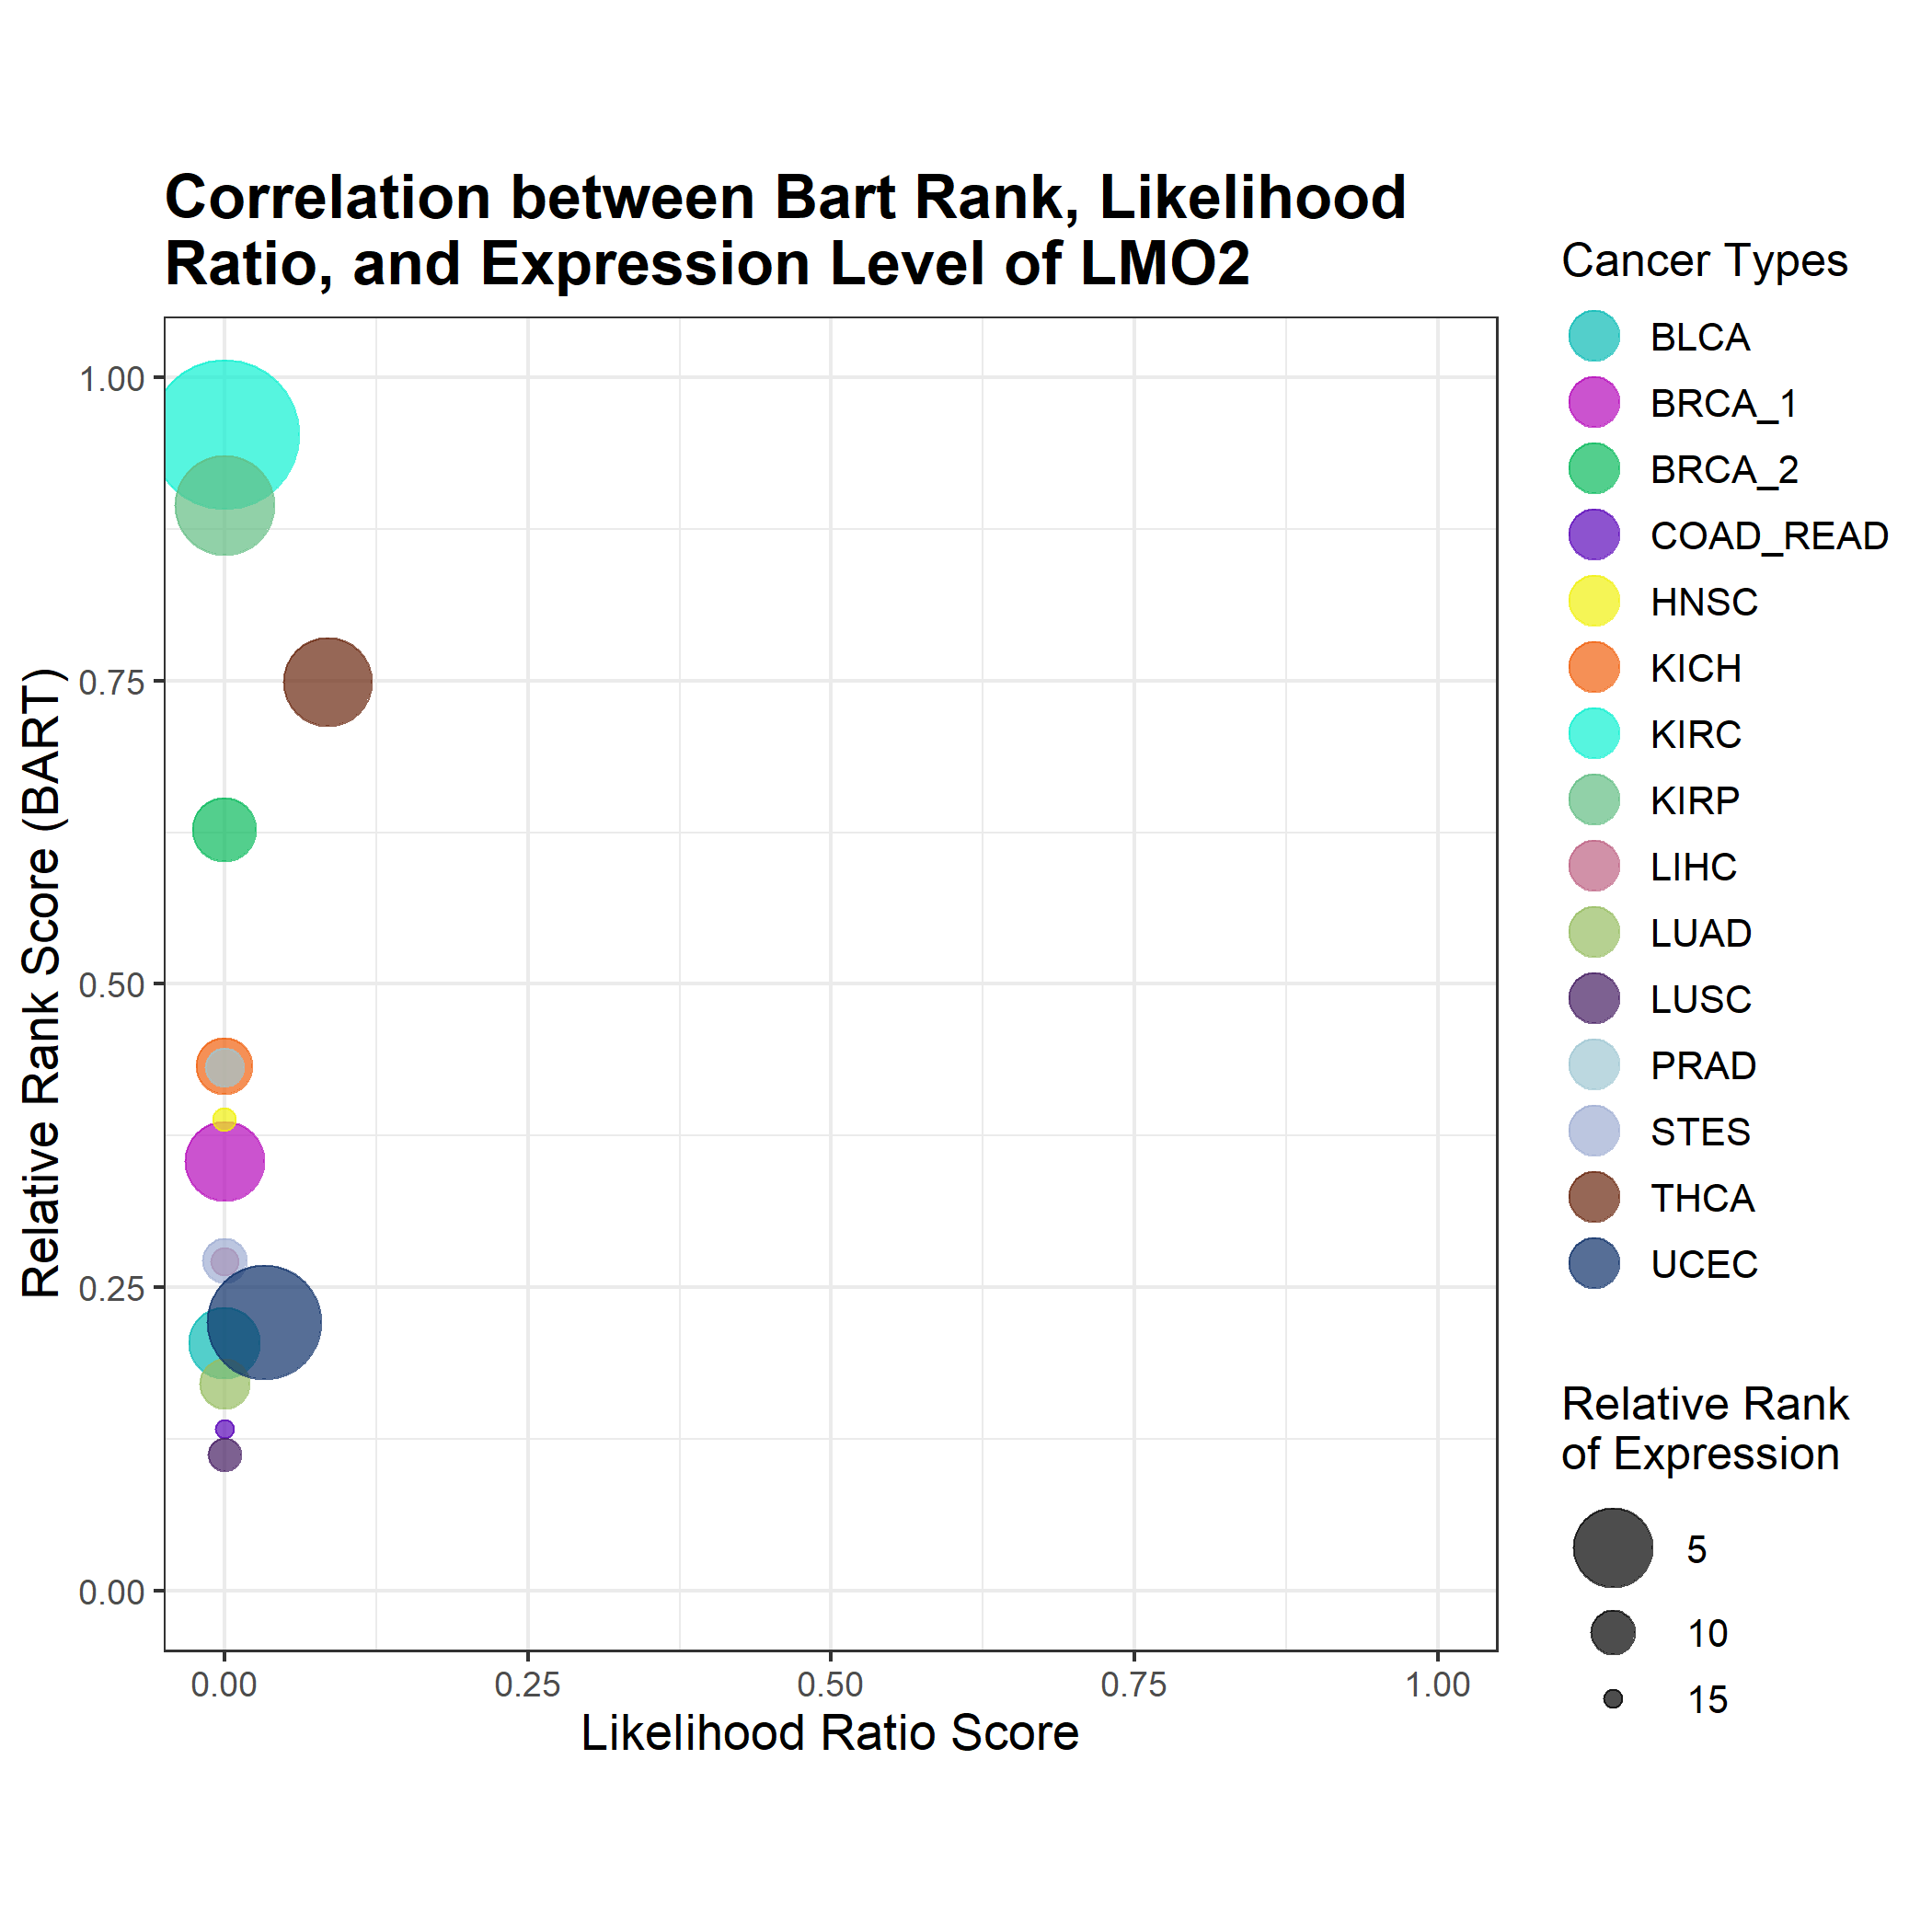 Correlation between Bart Rank, Likelihood
Ratio, and Expression Level of LMO2
Relative Rank Score (BART)
1.00
0.75
0.50
0.25
0.00
0.00
0.25
0.50
0.75
1.00
Likelihood Ratio Score
Cancer Types
BLCA
BRCA_1
BRCA_2
COAD_READ
HNSC
KICH
KIRC
KIRP
LIHC
LUAD
LUSC
PRAD
STES
THCA
UCEC
Relative Rank
of Expression
5
10
15